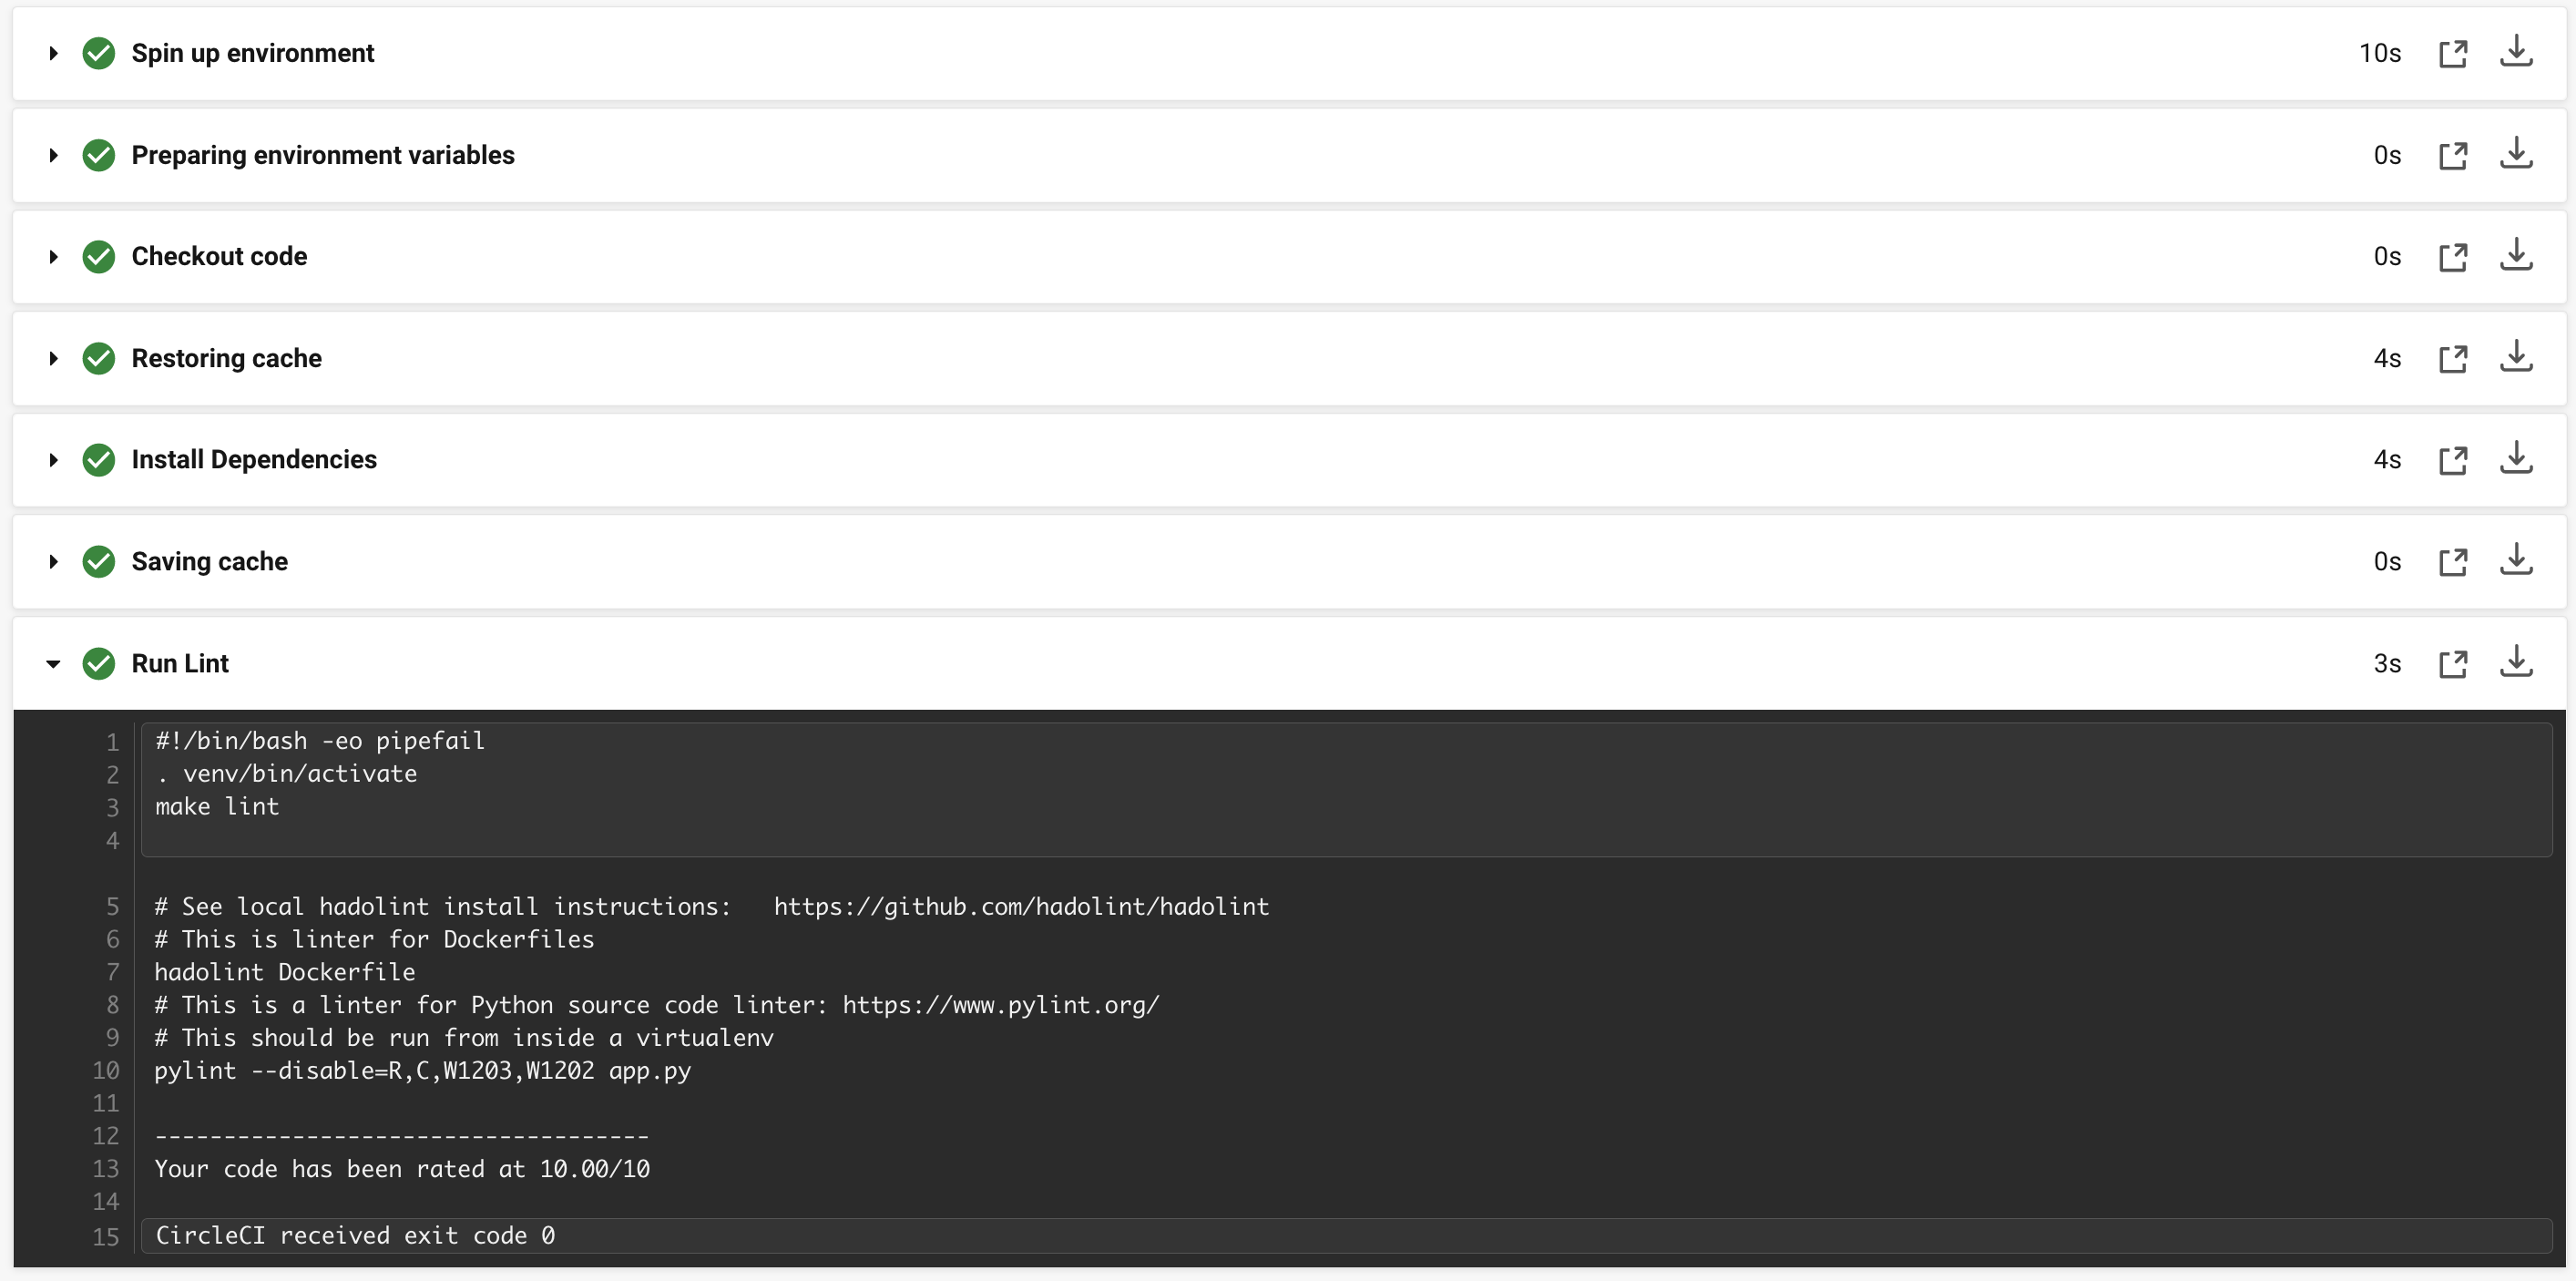 Spin up environment 10s
Preparing environment variables 0s
Checkout code 0s
Restoring cache 4s
Install Dependencies 4s
Saving cache 0s
Run Lint 3s
1 #!/bin/bash -eo pipefail
2 . venv/bin/activate
3 make lint
4
5 # See local hadolint install instructions:   https://github.com/hadolint/hadolint
6 # This is linter for Dockerfiles
7 hadolint Dockerfile
8 # This is a linter for Python source code linter: https://www.pylint.org/
9 # This should be run from inside a virtualenv
10 pylint --disable=R,C,W1203,W1202 app.py
11
12 ------------------------------------
13 Your code has been rated at 10.00/10
14
15 CircleCI received exit code 0